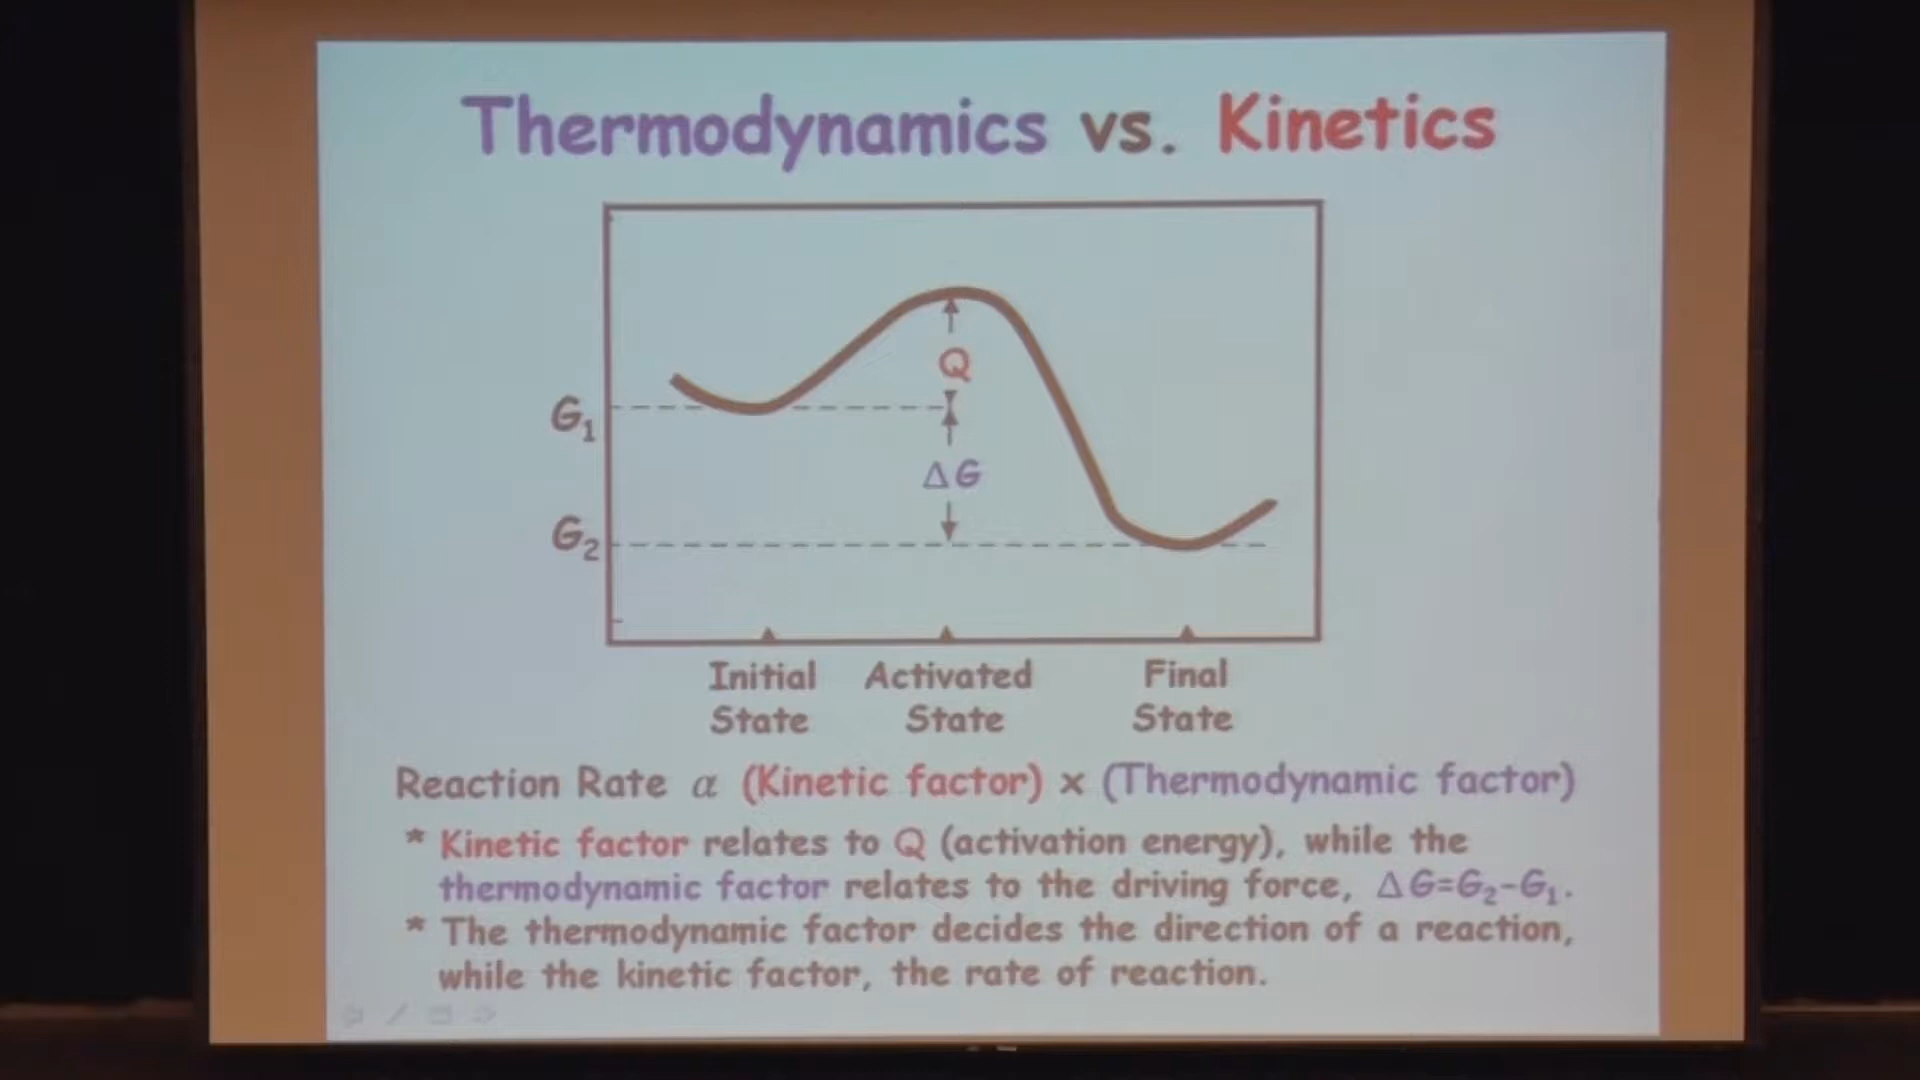 Thermodynamics vs. Kinetics
Q
G₁
ΔG
G₂
Initial State
Activated State
Final State
Reaction Rate α (Kinetic factor) x (Thermodynamic factor)
* Kinetic factor relates to Q (activation energy), while the
thermodynamic factor relates to the driving force, ΔG=G₂-G₁.
* The thermodynamic factor decides the direction of a reaction,
while the kinetic factor, the rate of reaction.